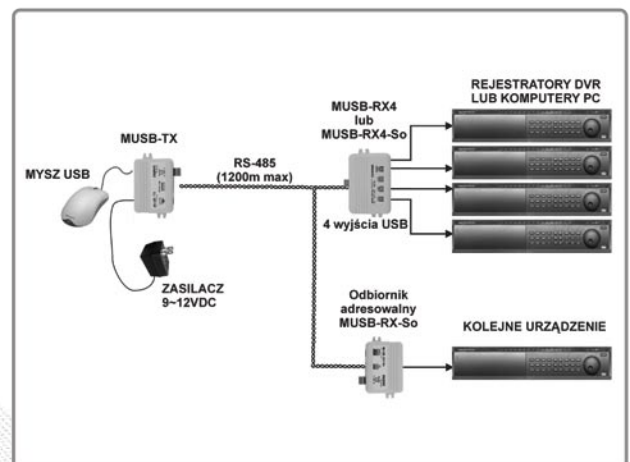 REJESTRATORY DVR
LUB KOMPUTERY PC
MUSB-RX4
lub
MUSB-RX4-So
MUSB-TX
RS-485
(1200m max)
MYSZ USB
4 wyjścia USB
ZASILACZ
9~12VDC
Odbiornik
adresowalny
MUSB-RX-So
KOLEJNE URZĄDZENIE